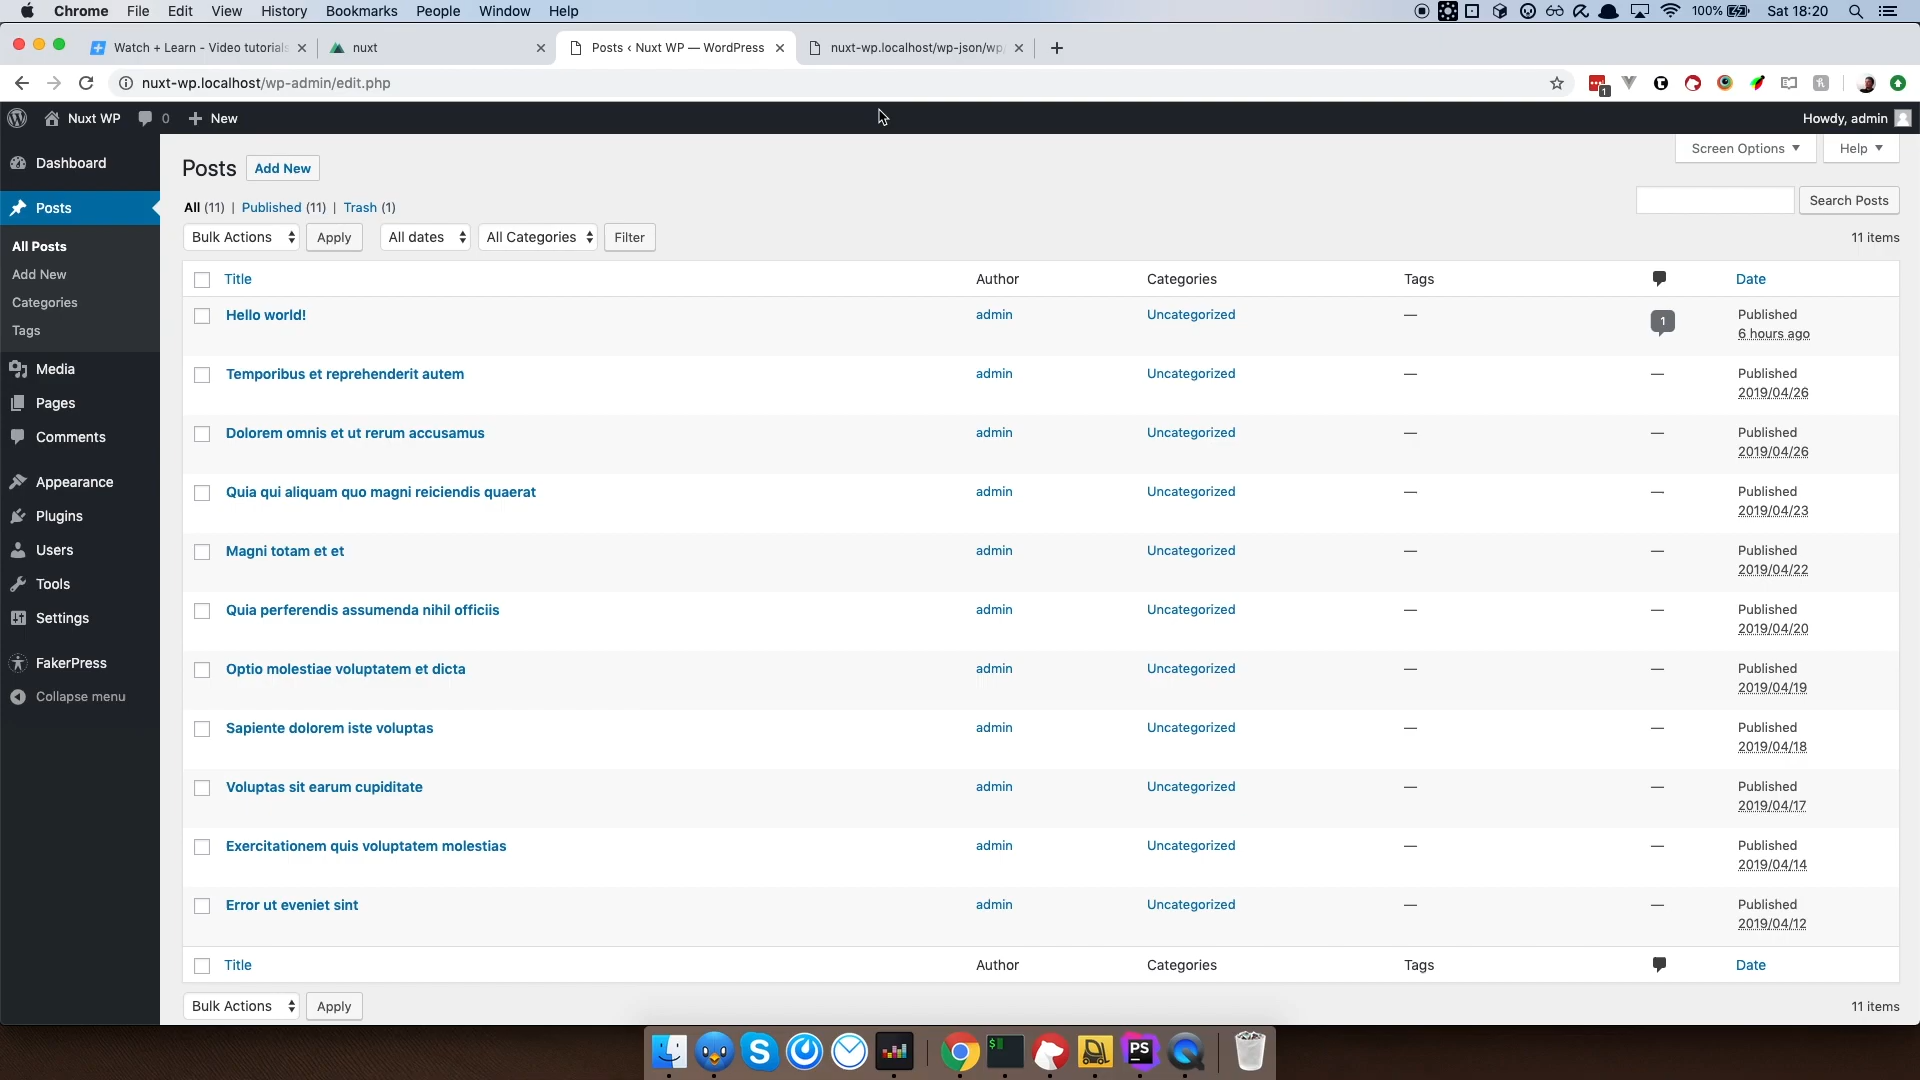 Chrome File Edit View History Bookmarks People Window Help 100% Sat 18:20
Watch + Learn - Video tutorials nuxt Posts ‹ Nuxt WP — WordPress nuxt-wp.localhost/wp-json/wp/
nuxt-wp.localhost/wp-admin/edit.php 1
Nuxt WP 0 New Howdy, admin
Screen Options Help
Dashboard
Posts
All Posts
Add New
Categories
Tags
Media
Pages
Comments
Appearance
Plugins
Users
Tools
Settings
FakerPress
Collapse menu
Posts Add New
All (11) | Published (11) | Trash (1)
Search Posts
Bulk Actions Apply All dates All Categories Filter 11 items
Title Author Categories Tags Date
Hello world! admin Uncategorized — 1 Published
6 hours ago
Temporibus et reprehenderit autem admin Uncategorized — — Published
2019/04/26
Dolorem omnis et ut rerum accusamus admin Uncategorized — — Published
2019/04/26
Quia qui aliquam quo magni reiciendis quaerat admin Uncategorized — — Published
2019/04/23
Magni totam et et admin Uncategorized — — Published
2019/04/22
Quia perferendis assumenda nihil officiis admin Uncategorized — — Published
2019/04/20
Optio molestiae voluptatem et dicta admin Uncategorized — — Published
2019/04/19
Sapiente dolorem iste voluptas admin Uncategorized — — Published
2019/04/18
Voluptas sit earum cupiditate admin Uncategorized — — Published
2019/04/17
Exercitationem quis voluptatem molestias admin Uncategorized — — Published
2019/04/14
Error ut eveniet sint admin Uncategorized — — Published
2019/04/12
Title Author Categories Tags Date
Bulk Actions Apply 11 items
S $ PS